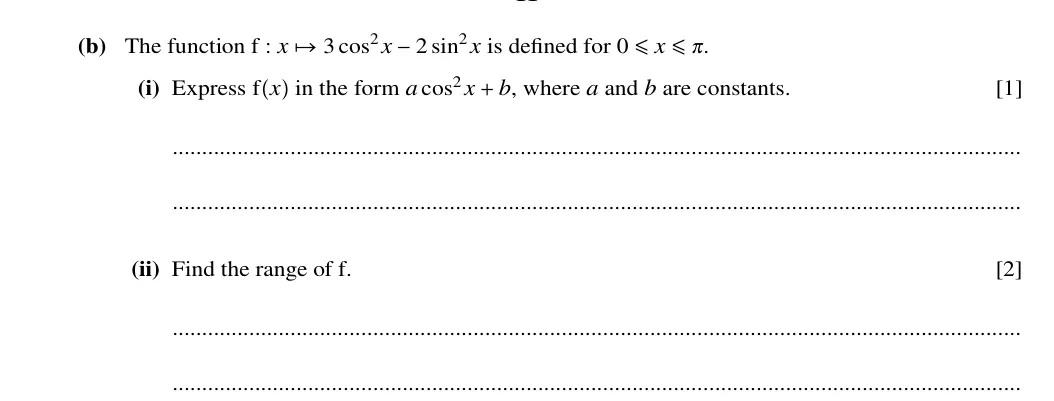 (b) The function f : x ↦ 3 cos²x − 2 sin²x is defined for 0 ⩽ x ⩽ π.
(i) Express f(x) in the form a cos²x + b, where a and b are constants. [1]
................................................................................
................................................................................
(ii) Find the range of f. [2]
................................................................................
................................................................................